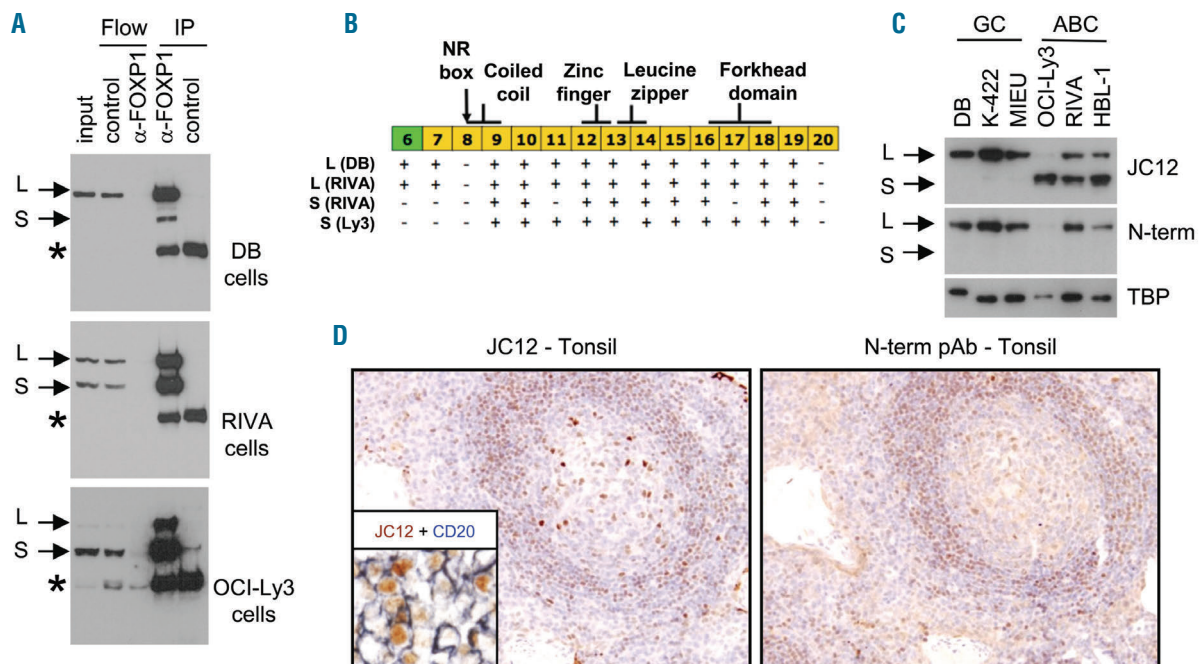 A
Flow IP
input
control
α-FOXP1
α-FOXP1
control
L
S
*
DB
cells
L
S
*
RIVA
cells
L
S
*
OCI-Ly3
cells
B
NR
box
Coiled
coil
Zinc
finger
Leucine
zipper
Forkhead
domain
6 7 8 9 10 11 12 13 14 15 16 17 18 19 20
L (DB) + + - + + + + + + + + + + + -
L (RIVA) + + - + + + + + + + + + + + -
S (RIVA) - - - + + - + + + + + - + + -
S (Ly3) - - - + + + + + + + + + + + -
C
GC ABC
DB
K-422
MIEU
OCI-Ly3
RIVA
HBL-1
L
S
JC12
L
S
N-term
TBP
D
JC12 - Tonsil
N-term pAb - Tonsil
JC12 + CD20